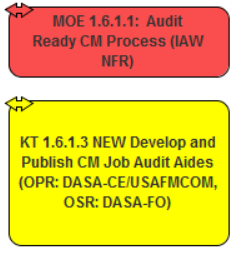 MOE 1.6.1.1: Audit
Ready CM Process (IAW
NFR)
KT 1.6.1.3 NEW Develop and
Publish CM Job Audit Aides
(OPR: DASA-CE/USAFMCOM,
OSR: DASA-FO)